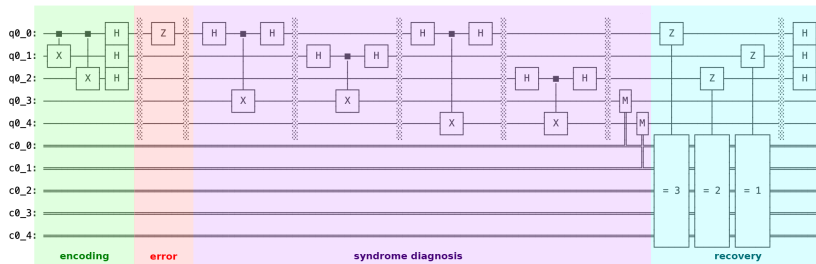 q0_0: H Z H H H H Z H
q0_1: X H H H Z H
q0_2: X H H H Z H
q0_3: X X M
q0_4: X X M
c0_0:
c0_1:
c0_2: = 3 = 2 = 1
c0_3:
c0_4:
encoding error syndrome diagnosis recovery